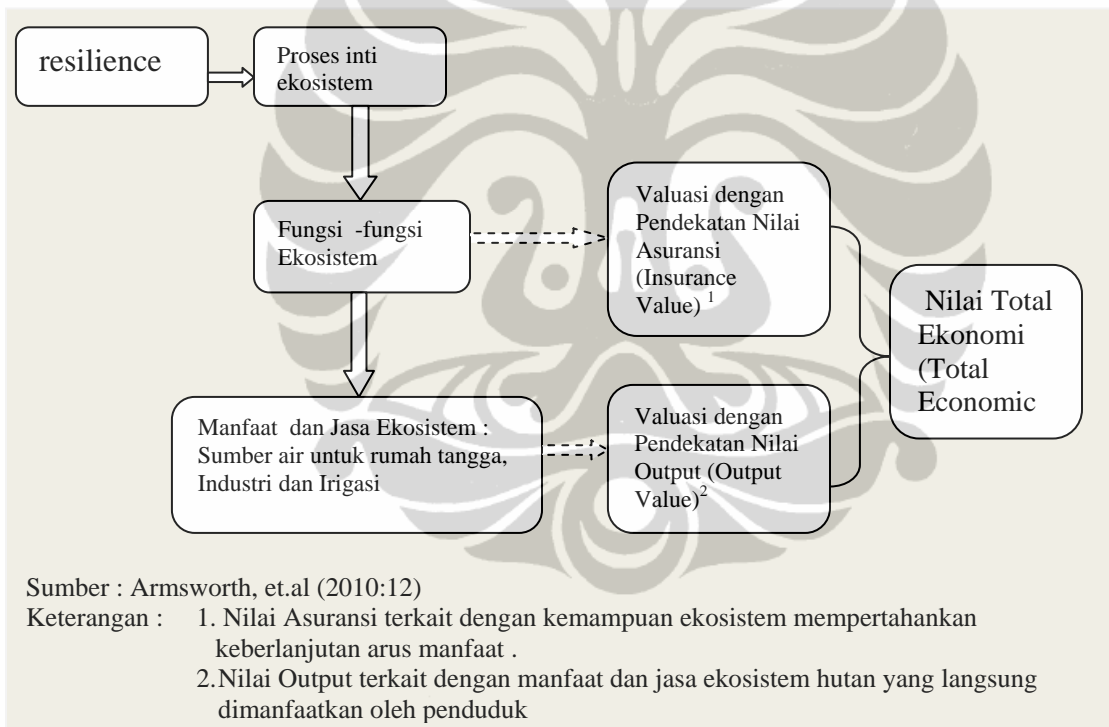 resilience
Proses inti
ekosistem
Fungsi -fungsi
Ekosistem
Valuasi dengan
Pendekatan Nilai
Asuransi
(Insurance
Value) 1
Nilai Total
Ekonomi
(Total
Economic
Manfaat dan Jasa Ekosistem :
Sumber air untuk rumah tangga,
Industri dan Irigasi
Valuasi dengan
Pendekatan Nilai
Output (Output
Value)2
Sumber : Armsworth, et.al (2010:12)
Keterangan : 1. Nilai Asuransi terkait dengan kemampuan ekosistem mempertahankan
keberlanjutan arus manfaat .
2.Nilai Output terkait dengan manfaat dan jasa ekosistem hutan yang langsung
dimanfaatkan oleh penduduk